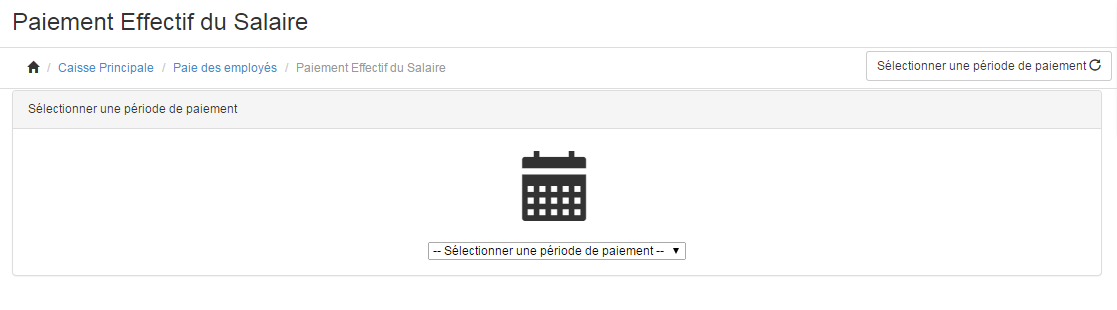 Paiement Effectif du Salaire
/ Caisse Principale / Paie des employés / Paiement Effectif du Salaire
Sélectionner une période de paiement
Sélectionner une période de paiement
-- Sélectionner une période de paiement --